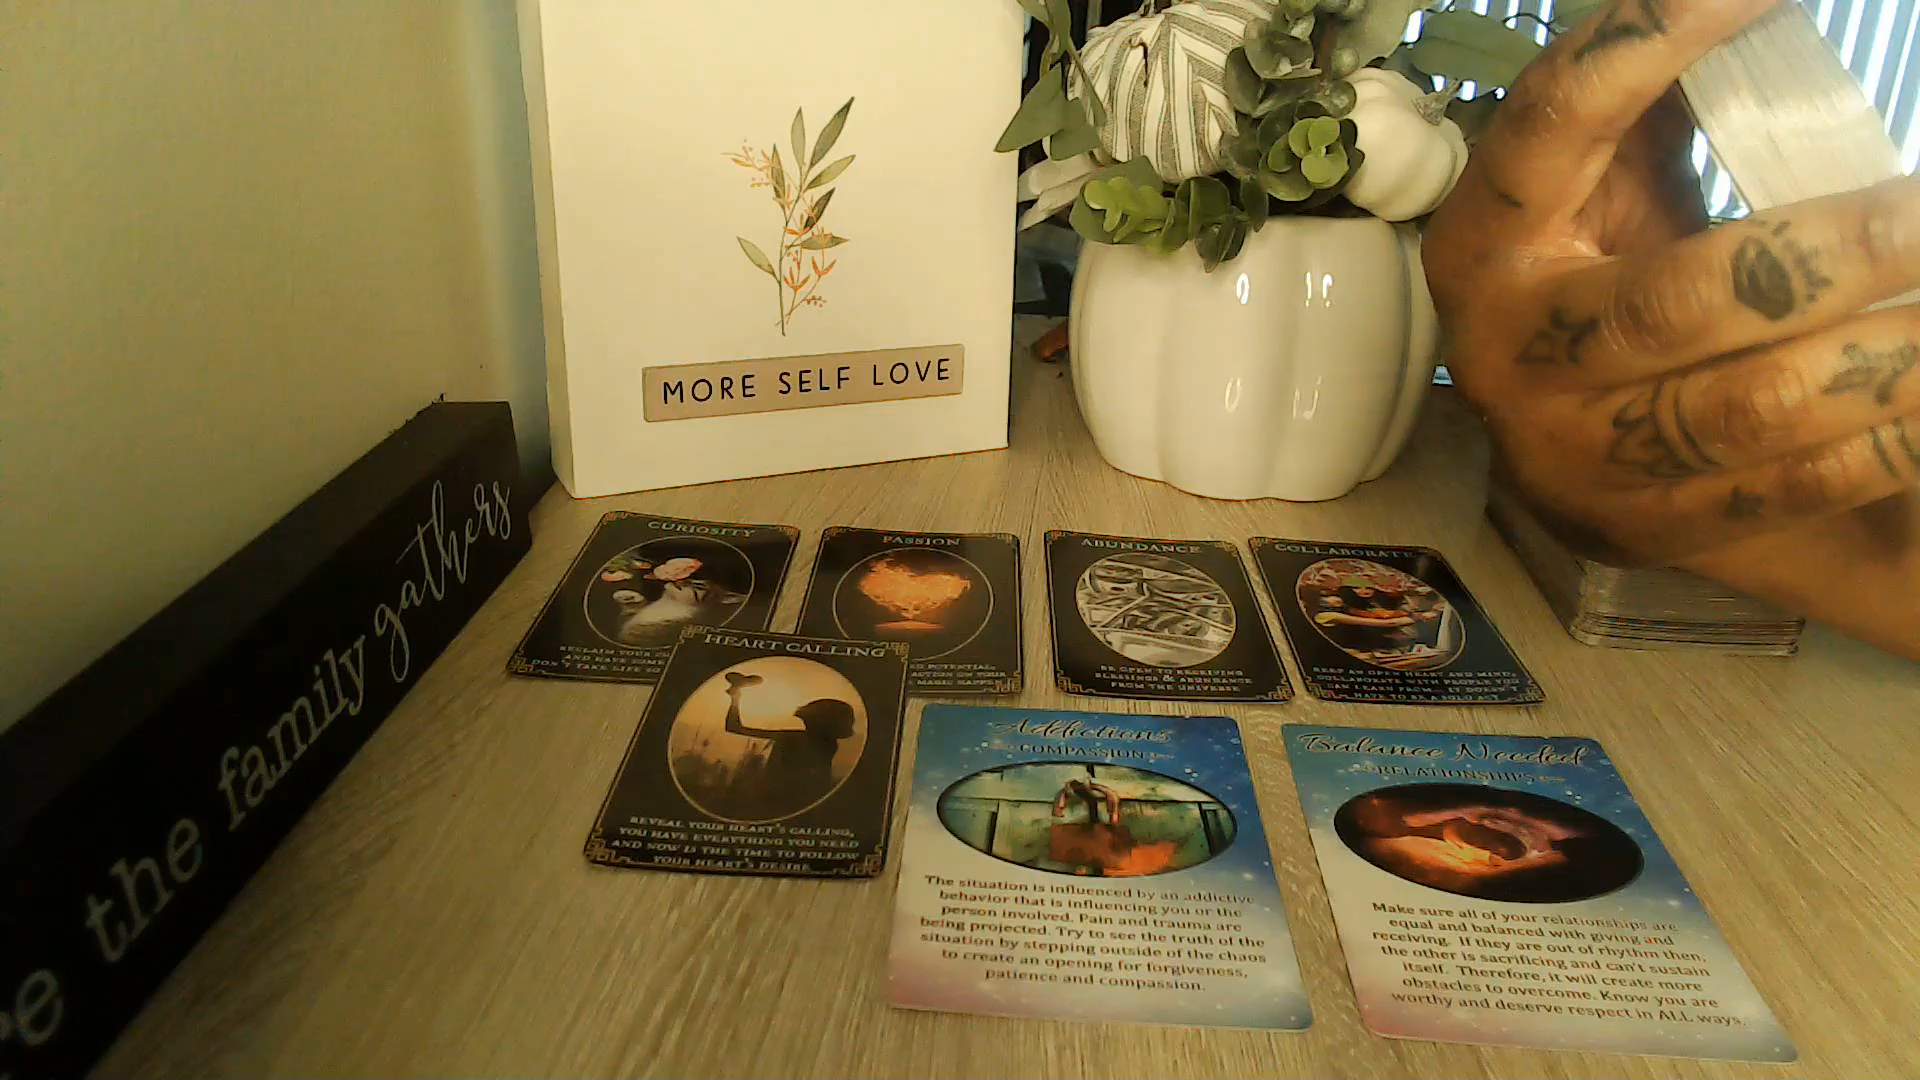 MORE SELF LOVE
the family gathers
CURIOSITY
RECLAIM YOUR
AND HAVE SOME
DON'T TAKE LIFE SO
PASSION
POTENTIAL,
ACTION ON YOUR
MAGIC HAPPEN
ABUNDANCE
BE OPEN TO RECEIVING
BLESSINGS & ABUNDANCE
FROM THE UNIVERSE
COLLABORATE
KEEP AN OPEN HEART AND MIND,
COLLABORATE WITH PEOPLE YOU
CAN LEARN FROM - IT DOESN'T
HAVE TO BE A SOLO ACT
HEART CALLING
REVEAL YOUR HEART'S CALLING,
YOU HAVE EVERYTHING YOU NEED
AND NOW IS THE TIME TO FOLLOW
YOUR HEART'S DESIRE
Addictions
COMPASSION
The situation is influenced by an addictive
behavior that is influencing you or the
person involved. Pain and trauma are
being projected. Try to see the truth of the
situation by stepping outside of the chaos
to create an opening for forgiveness,
patience and compassion.
Balance Needed
RELATIONSHIPS
Make sure all of your relationships are
equal and balanced with giving and
receiving. If they are out of rhythm then,
the other is sacrificing and can't sustain
itself. Therefore, it will create more
obstacles to overcome. Know you are
worthy and deserve respect in ALL ways.